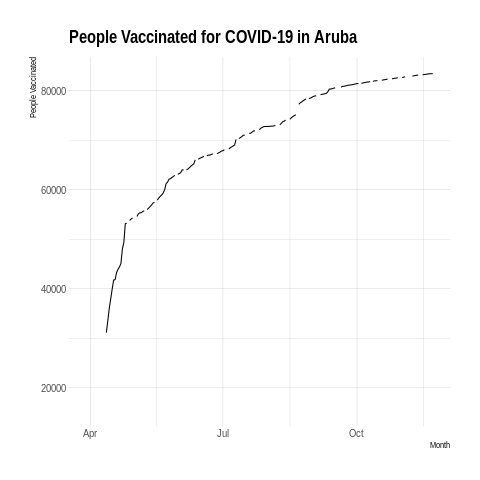 People Vaccinated for COVID-19 in Aruba
People Vaccinated
80000
60000
40000
20000
Apr
Jul
Oct
Month